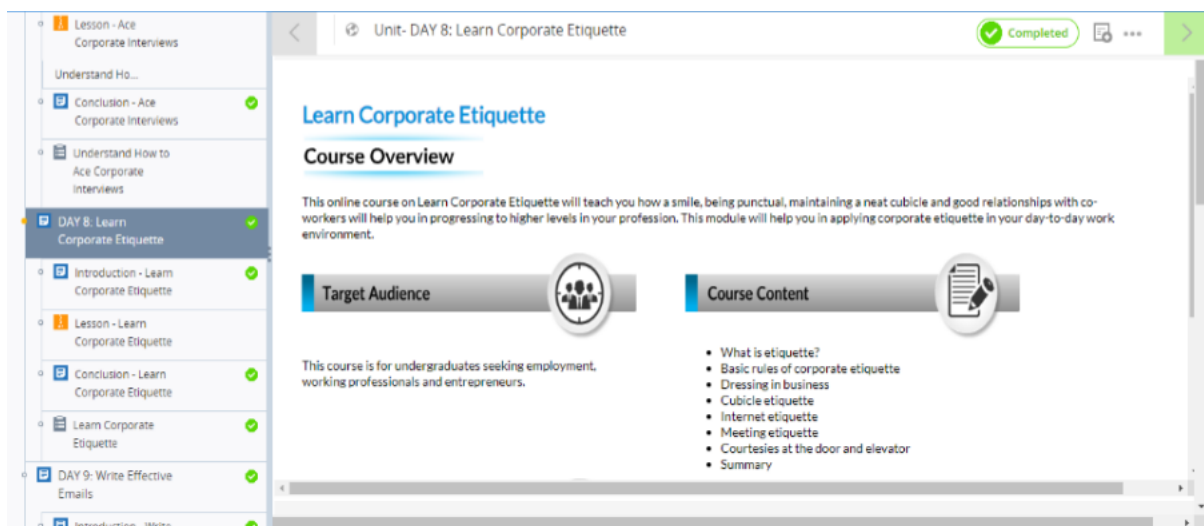 Lesson - Ace
Corporate Interviews
Understand Ho...
Conclusion - Ace
Corporate Interviews
Understand How to
Ace Corporate
Interviews
DAY 8: Learn
Corporate Etiquette
Introduction - Learn
Corporate Etiquette
Lesson - Learn
Corporate Etiquette
Conclusion - Learn
Corporate Etiquette
Learn Corporate
Etiquette
DAY 9: Write Effective
Emails
Introduction - Write
Unit- DAY 8: Learn Corporate Etiquette
Completed
Learn Corporate Etiquette
Course Overview
This online course on Learn Corporate Etiquette will teach you how a smile, being punctual, maintaining a neat cubicle and good relationships with co-
workers will help you in progressing to higher levels in your profession. This module will help you in applying corporate etiquette in your day-to-day work
environment.
Target Audience
This course is for undergraduates seeking employment,
working professionals and entrepreneurs.
Course Content
• What is etiquette?
• Basic rules of corporate etiquette
• Dressing in business
• Cubicle etiquette
• Internet etiquette
• Meeting etiquette
• Courtesies at the door and elevator
• Summary